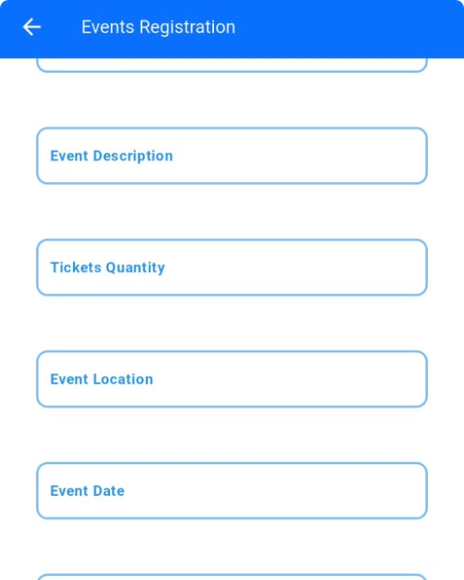 Events Registration
Event Description
Tickets Quantity
Event Location
Event Date